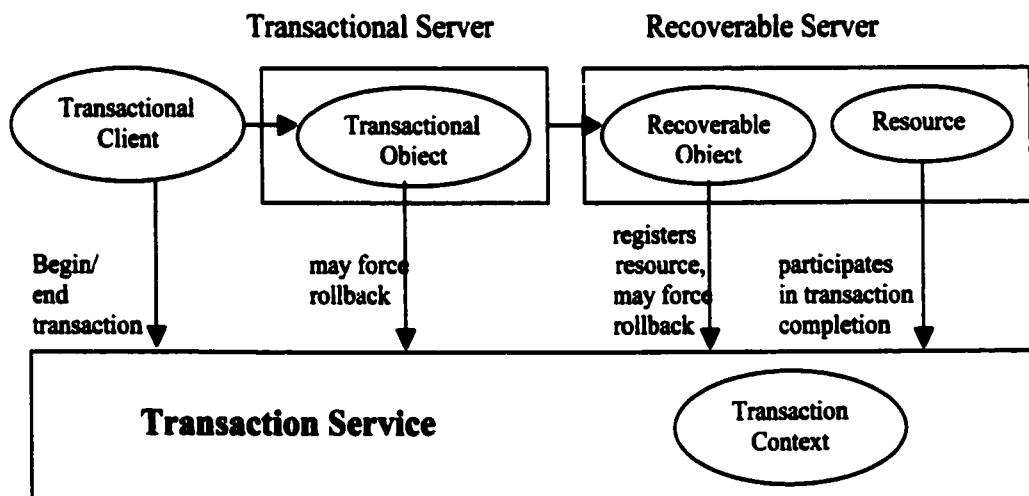 Transactional Server
Recoverable Server
Transactional
Client
Transactional
Obiect
Recoverable
Obiect
Resource
Begin/
end
transaction
may force
rollback
registers
resource,
may force
rollback
participates
in transaction
completion
Transaction Service
Transaction
Context